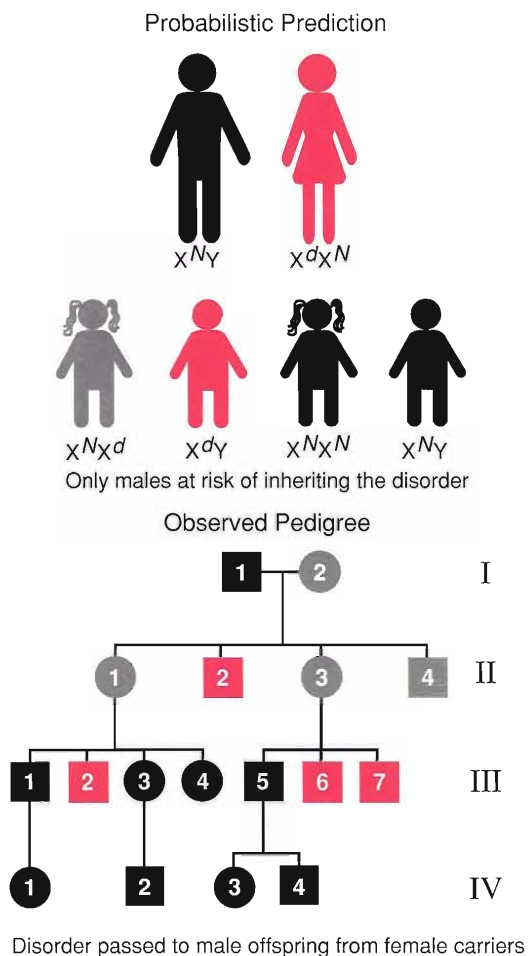 Probabilistic Prediction
XᴺY XᵈXᴺ
XᴺXᵈ XᵈY XᴺXᴺ XᴺY
Only males at risk of inheriting the disorder
Observed Pedigree
1 2 I
1 2 3 4 II
1 2 3 4 5 6 7 III
1 2 3 4 IV
Disorder passed to male offspring from female carriers